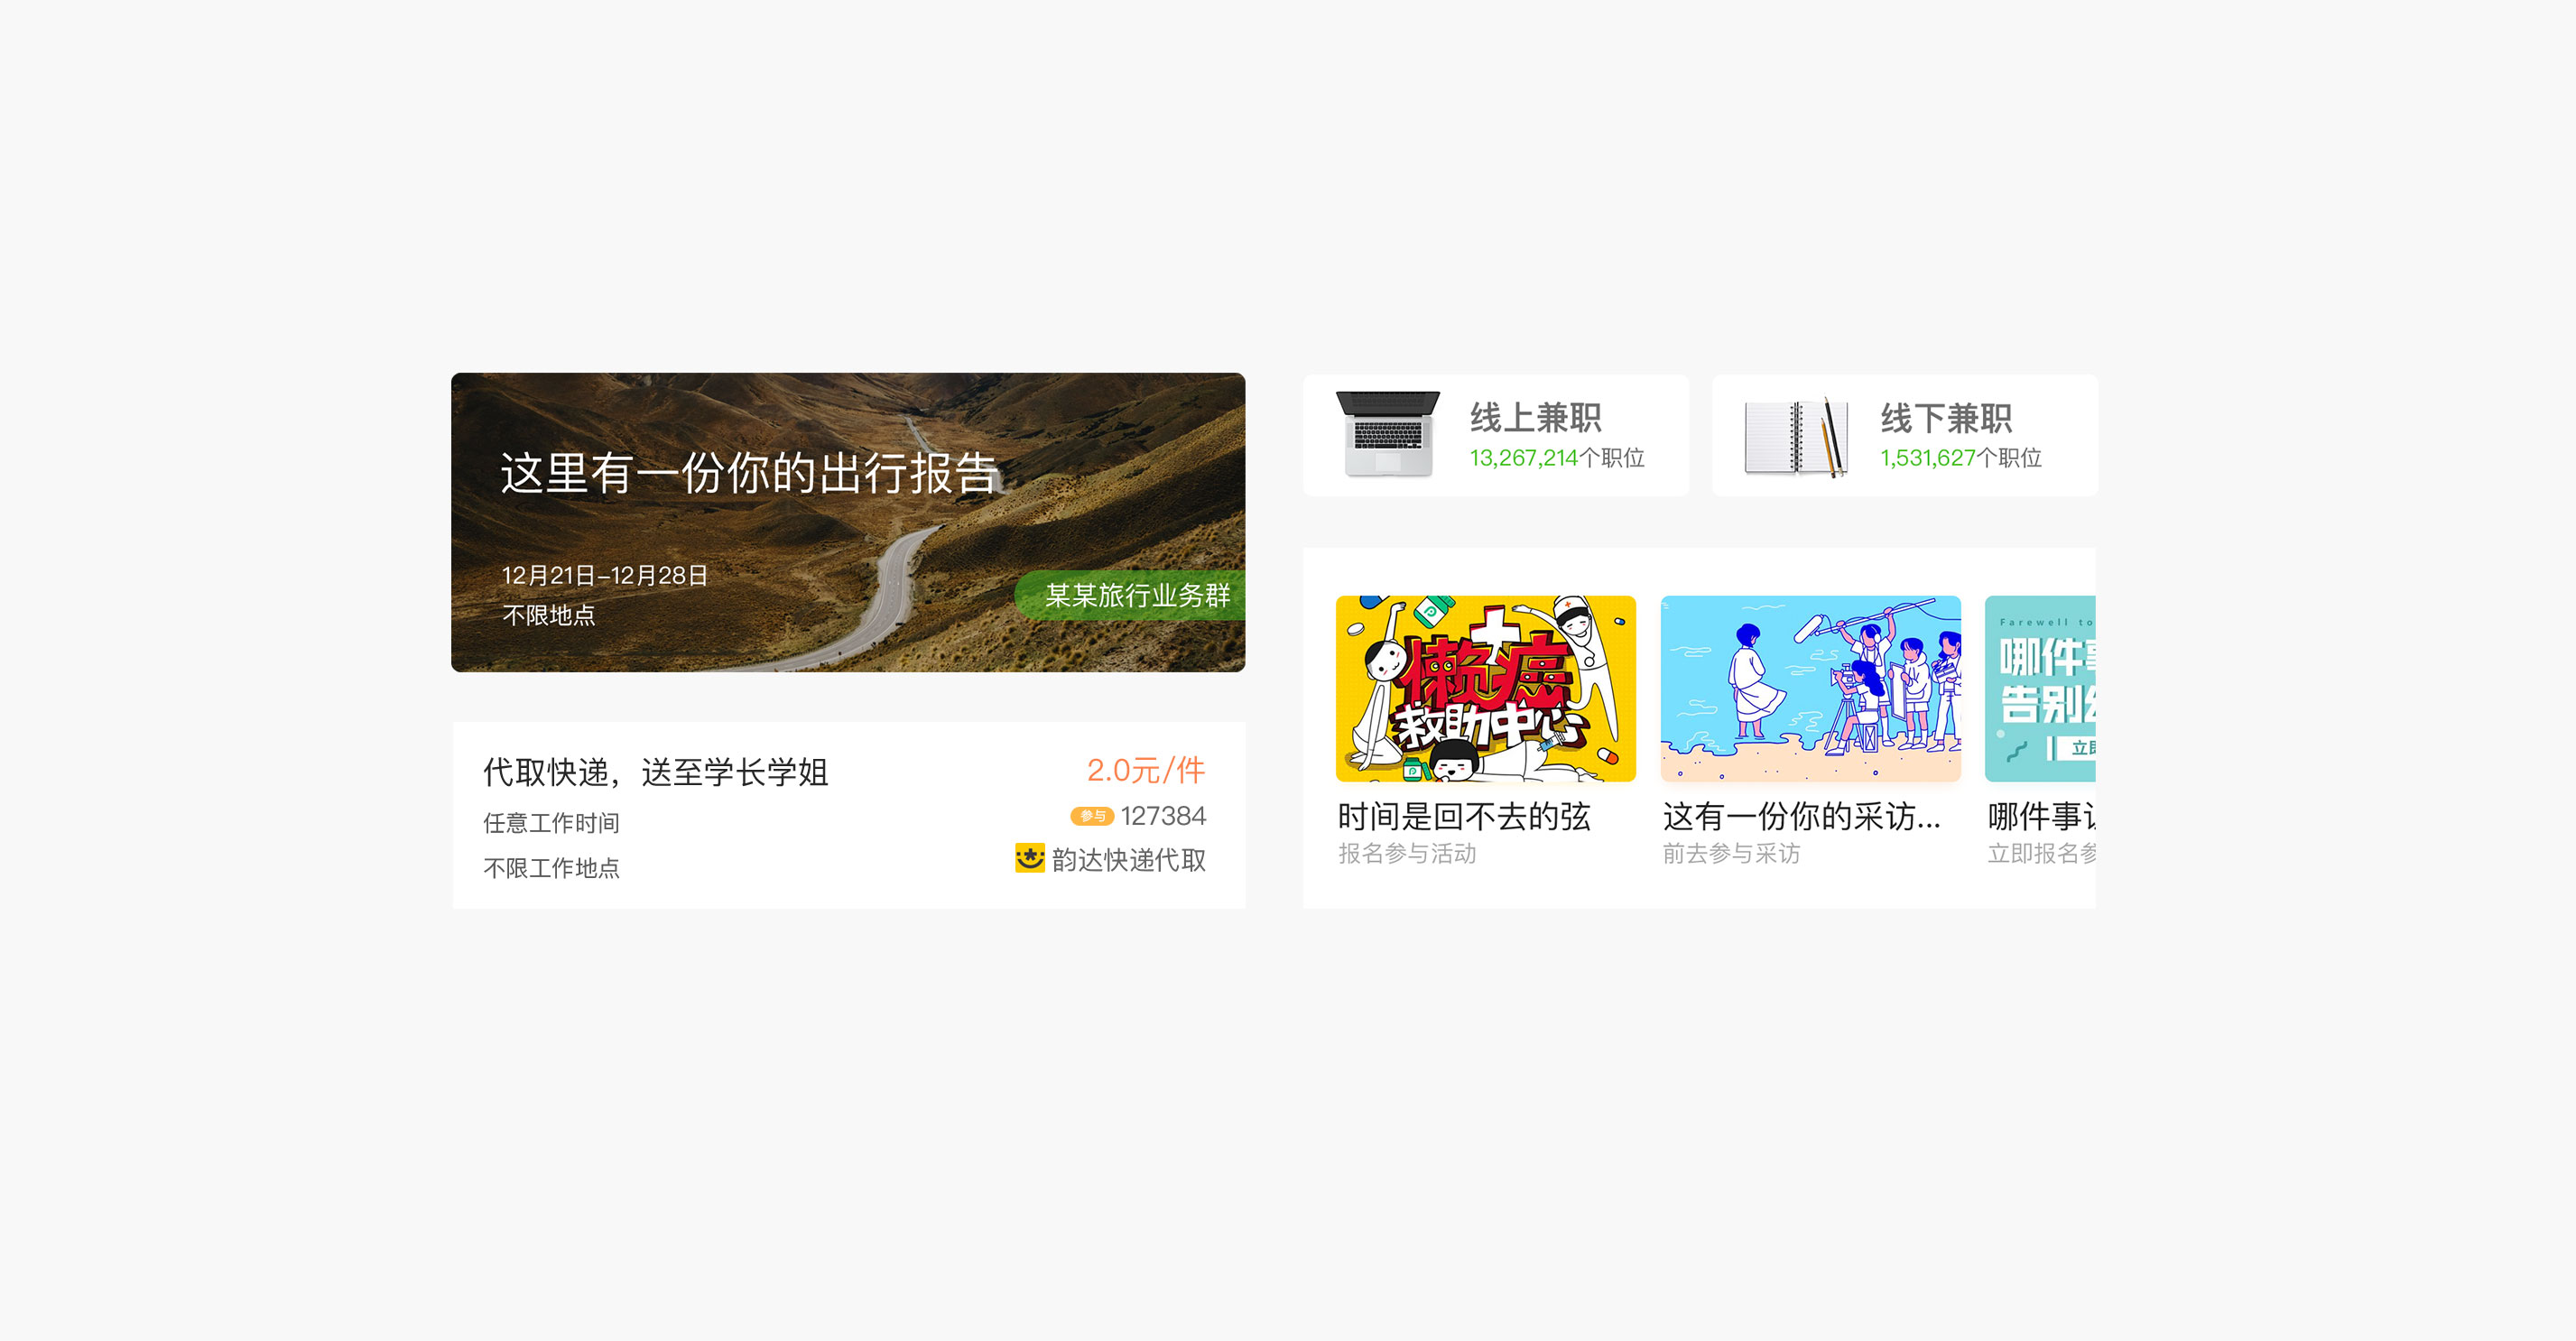 这里有一份你的出行报告
12月21日-12月28日
不限地点
某某旅行业务群
代取快递，送至学长学姐
任意工作时间
不限工作地点
2.0元/件
参与 127384
韵达快递代取
线上兼职
13,267,214个职位
线下兼职
1,531,627个职位
懒癌
救助中心
时间是回不去的弦
报名参与活动
这有一份你的采访...
前去参与采访
Farewell to
哪件
告别
立
哪件事
立即报名参